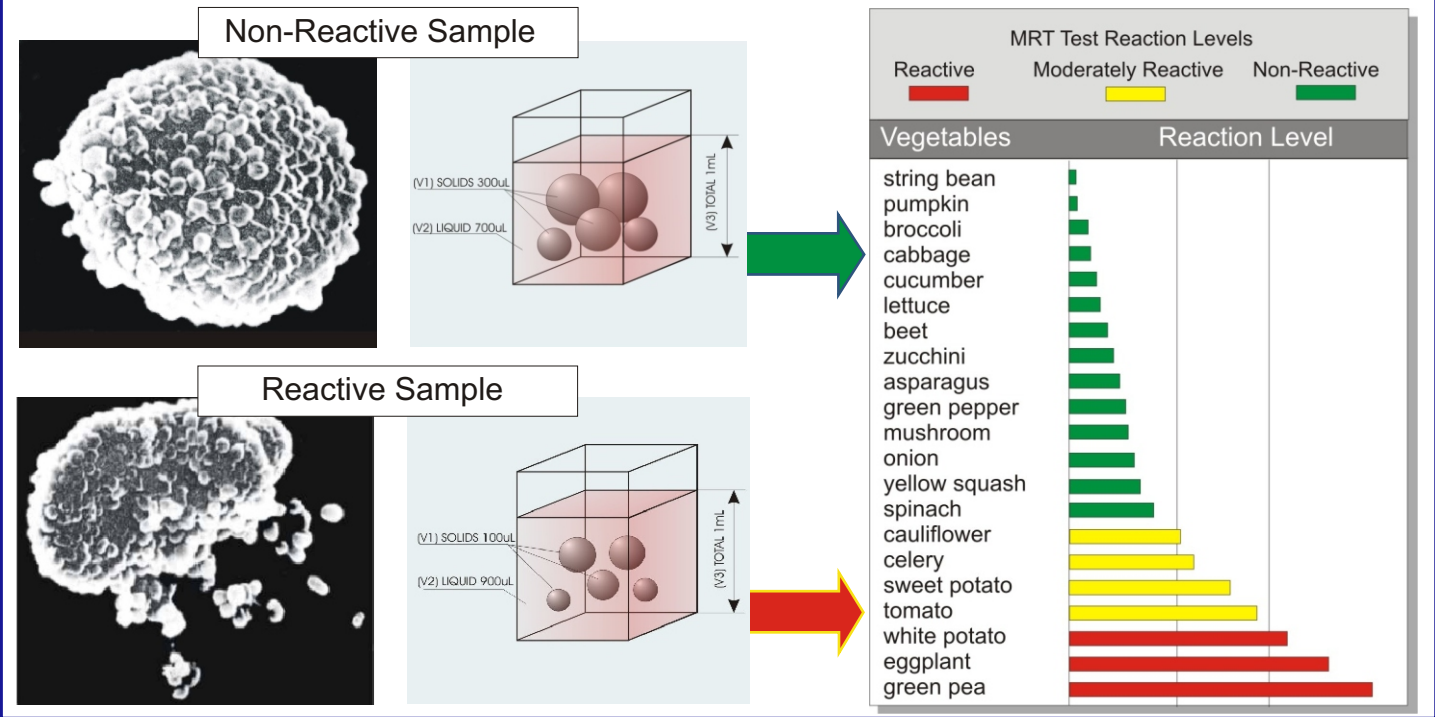 Non-Reactive Sample
(V1) SOLIDS 300uL
(V2) LIQUID 700uL
(V3) TOTAL 1mL
Reactive Sample
(V1) SOLIDS 100uL
(V2) LIQUID 900uL
(V3) TOTAL 1mL
MRT Test Reaction Levels
Reactive Moderately Reactive Non-Reactive
Vegetables Reaction Level
string bean
pumpkin
broccoli
cabbage
cucumber
lettuce
beet
zucchini
asparagus
green pepper
mushroom
onion
yellow squash
spinach
cauliflower
celery
sweet potato
tomato
white potato
eggplant
green pea